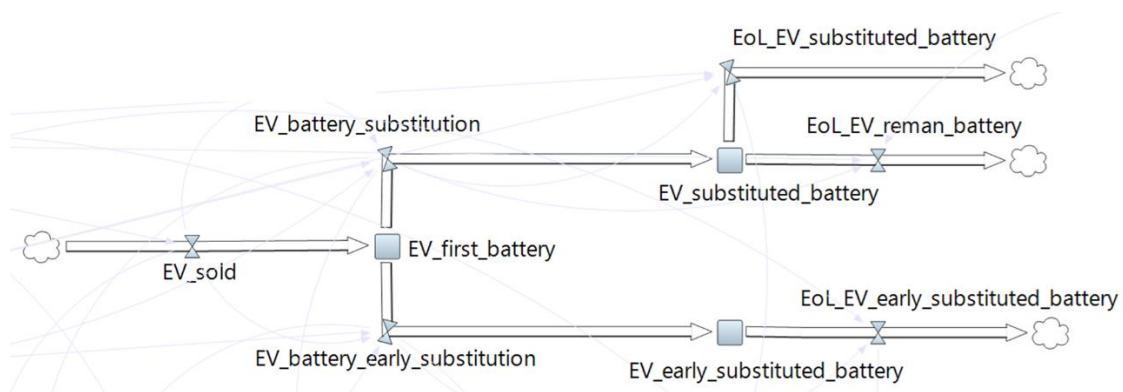 EoL_EV_substituted_battery
EV_battery_substitution
EoL_EV_reman_battery
EV_substituted_battery
EV_first_battery
EV_sold
EoL_EV_early_substituted_battery
EV_battery_early_substitution
EV_early_substituted_battery